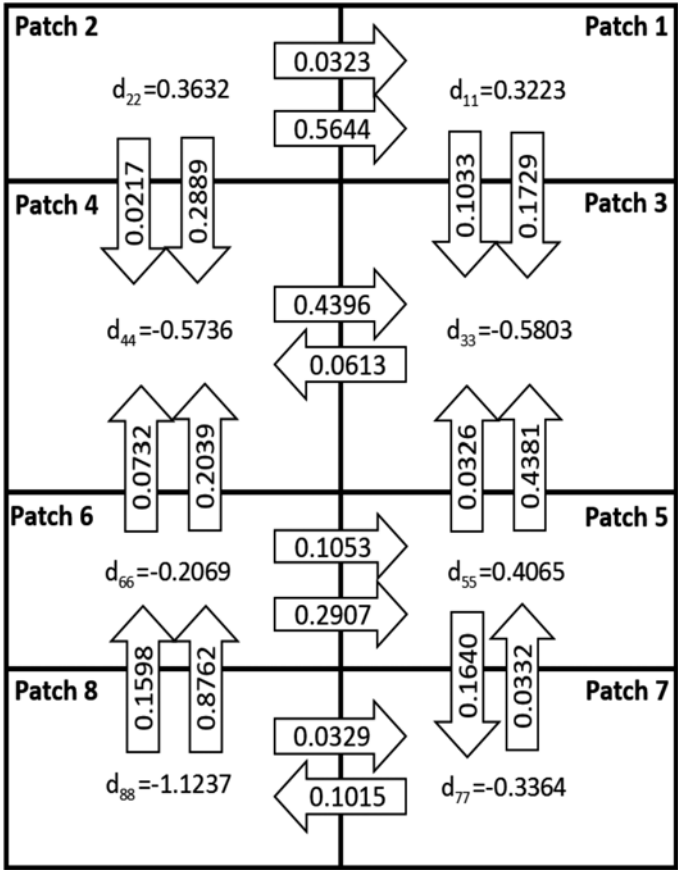 Patch 2
Patch 1
0.0323
d22=0.3632
d11=0.3223
0.5644
0.0217
0.2889
0.1033
0.1729
Patch 4
Patch 3
0.4396
d44=-0.5736
d33=-0.5803
0.0613
0.0732
0.2039
0.0326
0.4381
Patch 6
Patch 5
0.1053
d66=-0.2069
d55=0.4065
0.2907
0.1598
0.8762
0.1640
0.0332
Patch 8
Patch 7
0.0329
d88=-1.1237
d77=-0.3364
0.1015